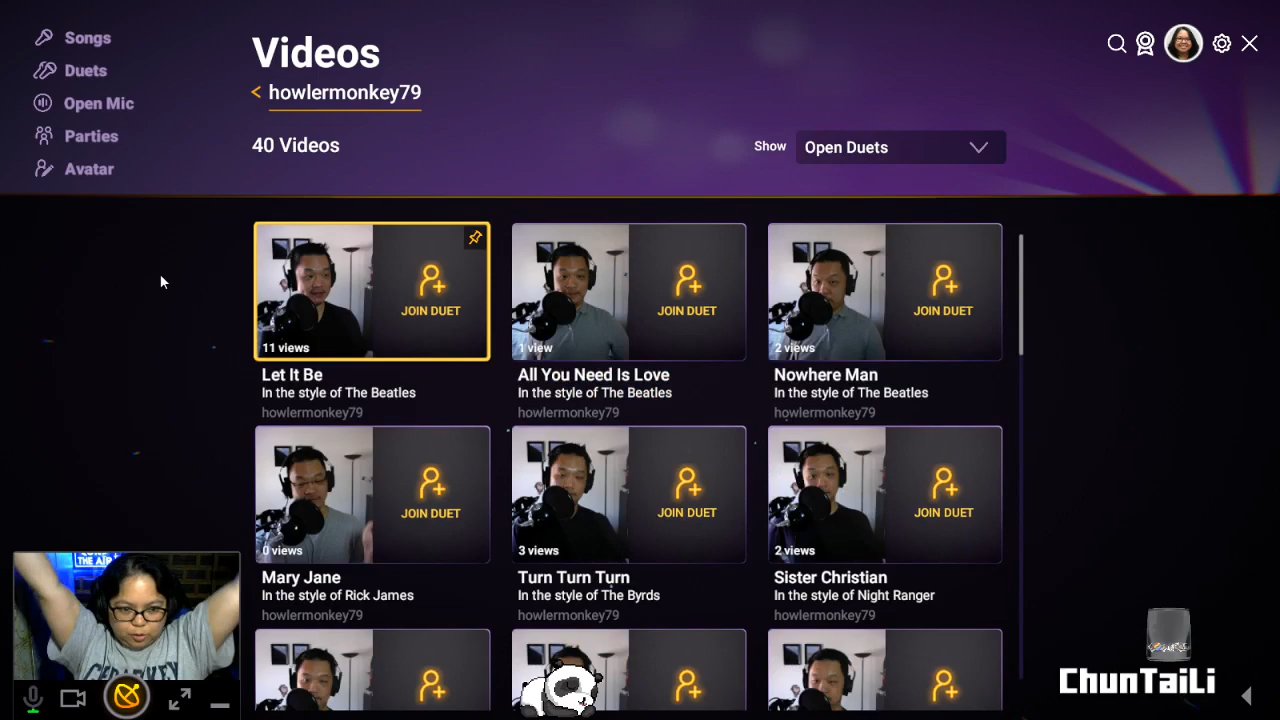 Songs
Duets
Open Mic
Parties
Avatar
Videos
< howlermonkey79
40 Videos
Show
Open Duets
JOIN DUET
11 views
Let It Be
In the style of The Beatles
howlermonkey79
JOIN DUET
1 view
All You Need Is Love
In the style of The Beatles
howlermonkey79
JOIN DUET
2 views
Nowhere Man
In the style of The Beatles
howlermonkey79
JOIN DUET
0 views
Mary Jane
In the style of Rick James
howlermonkey79
JOIN DUET
3 views
Turn Turn Turn
In the style of The Byrds
howlermonkey79
JOIN DUET
2 views
Sister Christian
In the style of Night Ranger
howlermonkey79
THE AIR
ChunTaiLi